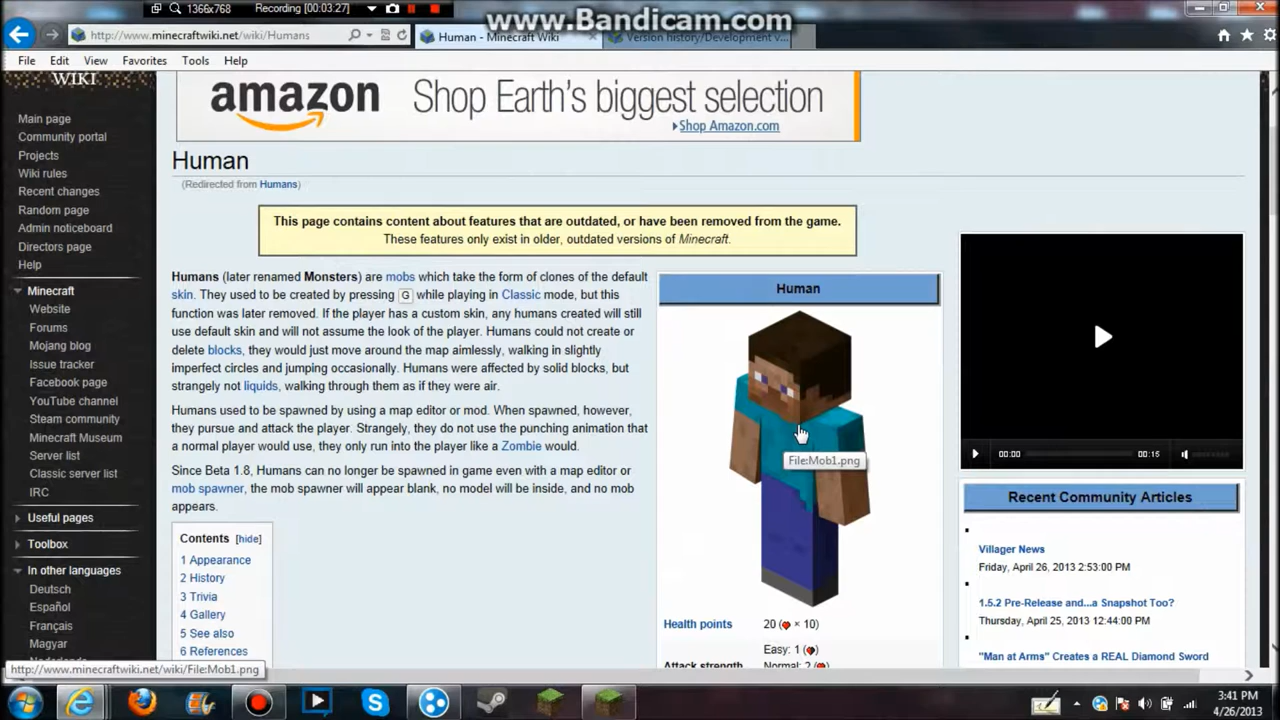 1366x768
Recording [00:03:27]
www.Bandicam.com
http://www.minecraftwiki.net/wiki/Humans
Human - Minecraft Wiki
Version history/Development v...
File Edit View Favorites Tools Help
WIKI
Main page
Community portal
Projects
Wiki rules
Recent changes
Random page
Admin noticeboard
Directors page
Help
Minecraft
Website
Forums
Mojang blog
Issue tracker
Facebook page
YouTube channel
Steam community
Minecraft Museum
Server list
Classic server list
IRC
Useful pages
Toolbox
In other languages
Deutsch
Español
Français
Magyar
amazon
Shop Earth's biggest selection
Shop Amazon.com
Human
(Redirected from Humans)
This page contains content about features that are outdated, or have been removed from the game.
These features only exist in older, outdated versions of Minecraft.
Humans (later renamed Monsters) are mobs which take the form of clones of the default
skin. They used to be created by pressing G while playing in Classic mode, but this
function was later removed. If the player has a custom skin, any humans created will still
use default skin and will not assume the look of the player. Humans could not create or
delete blocks, they would just move around the map aimlessly, walking in slightly
imperfect circles and jumping occasionally. Humans were affected by solid blocks, but
strangely not liquids, walking through them as if they were air.
Humans used to be spawned by using a map editor or mod. When spawned, however,
they pursue and attack the player. Strangely, they do not use the punching animation that
a normal player would use, they only run into the player like a Zombie would.
Since Beta 1.8, Humans can no longer be spawned in game even with a map editor or
mob spawner, the mob spawner will appear blank, no model will be inside, and no mob
appears.
Contents [hide]
1 Appearance
2 History
3 Trivia
4 Gallery
5 See also
6 References
Human
File:Mob1.png
Health points 20 (❤ × 10)
Easy: 1 (❤)
Attack strength Normal: 2 (❤)
00:00
00:15
Recent Community Articles
Villager News
Friday, April 26, 2013 2:53:00 PM
1.5.2 Pre-Release and...a Snapshot Too?
Thursday, April 25, 2013 12:44:00 PM
"Man at Arms" Creates a REAL Diamond Sword
http://www.minecraftwiki.net/wiki/File:Mob1.png
3:41 PM
4/26/2013